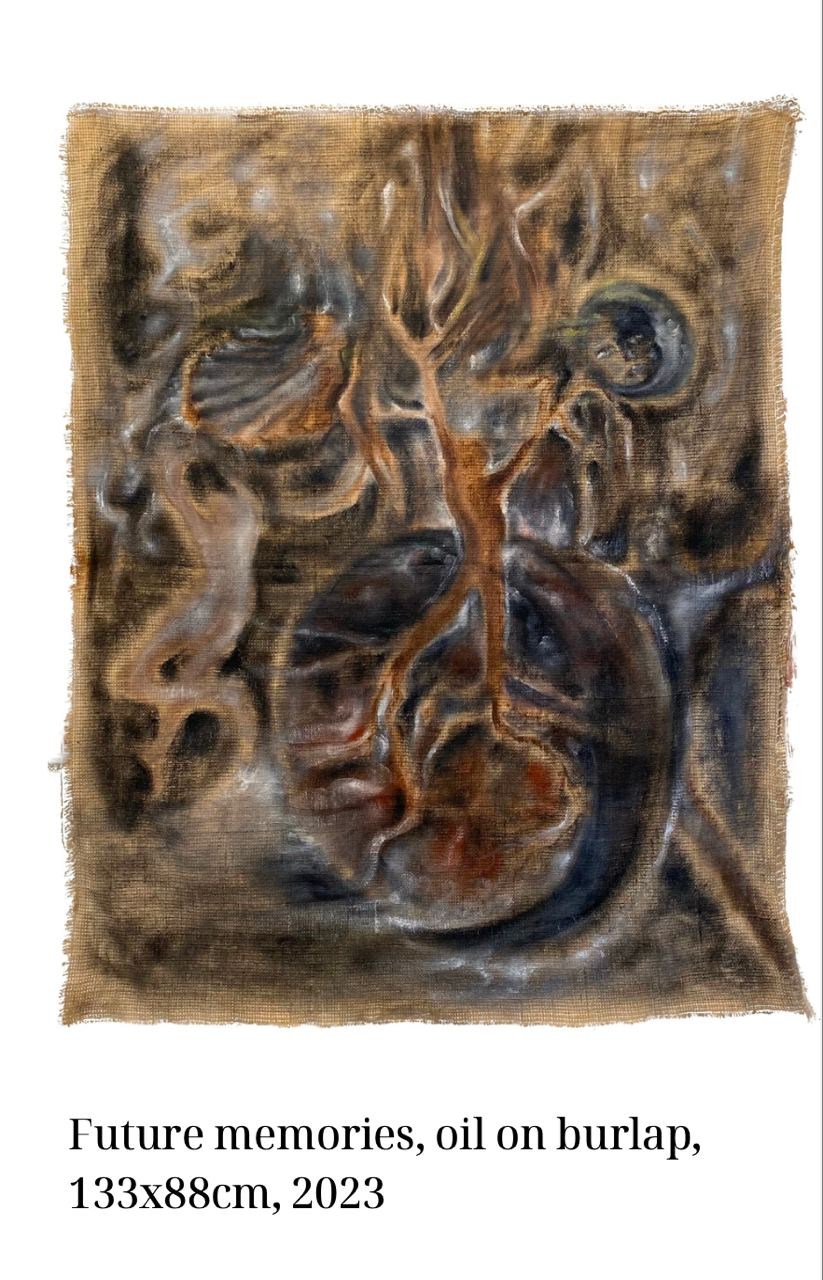 Future memories, oil on burlap,
133x88cm, 2023